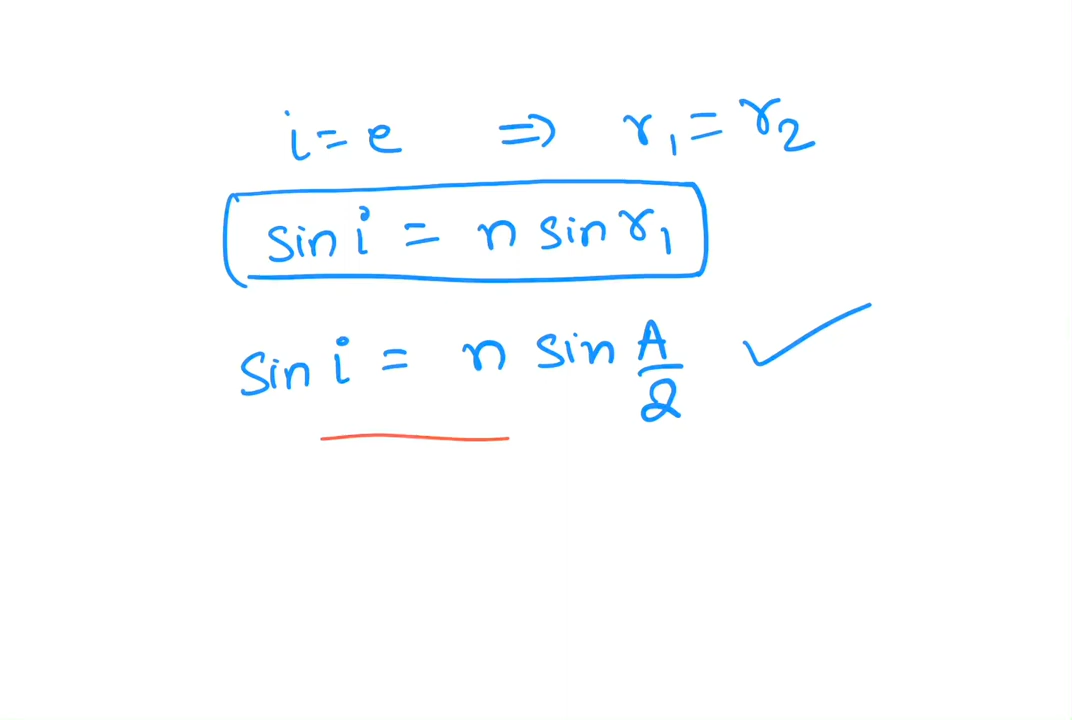 i = e ⇒ r₁ = r₂
sin i = n sin r₁
sin i = n sin A/2 ✓